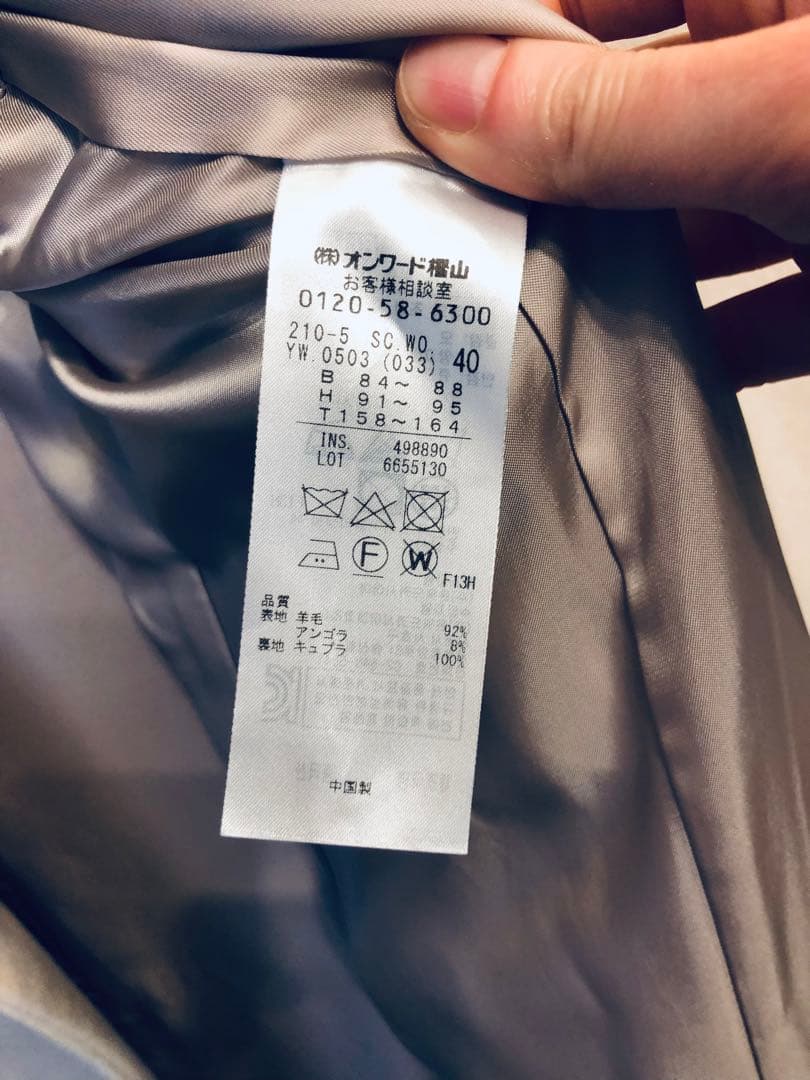 ㈱オンワード樫山
お客様相談室
0120-58-6300
210-5 SC.WO.
YW.0503 (033) 40
B 84～ 88
H 91～ 95
T 158～164
INS. 498890
LOT 6655130
F W
F13H
品質
表地 羊毛 92%
アンゴラ 8%
裏地 キュプラ 100%
中国製